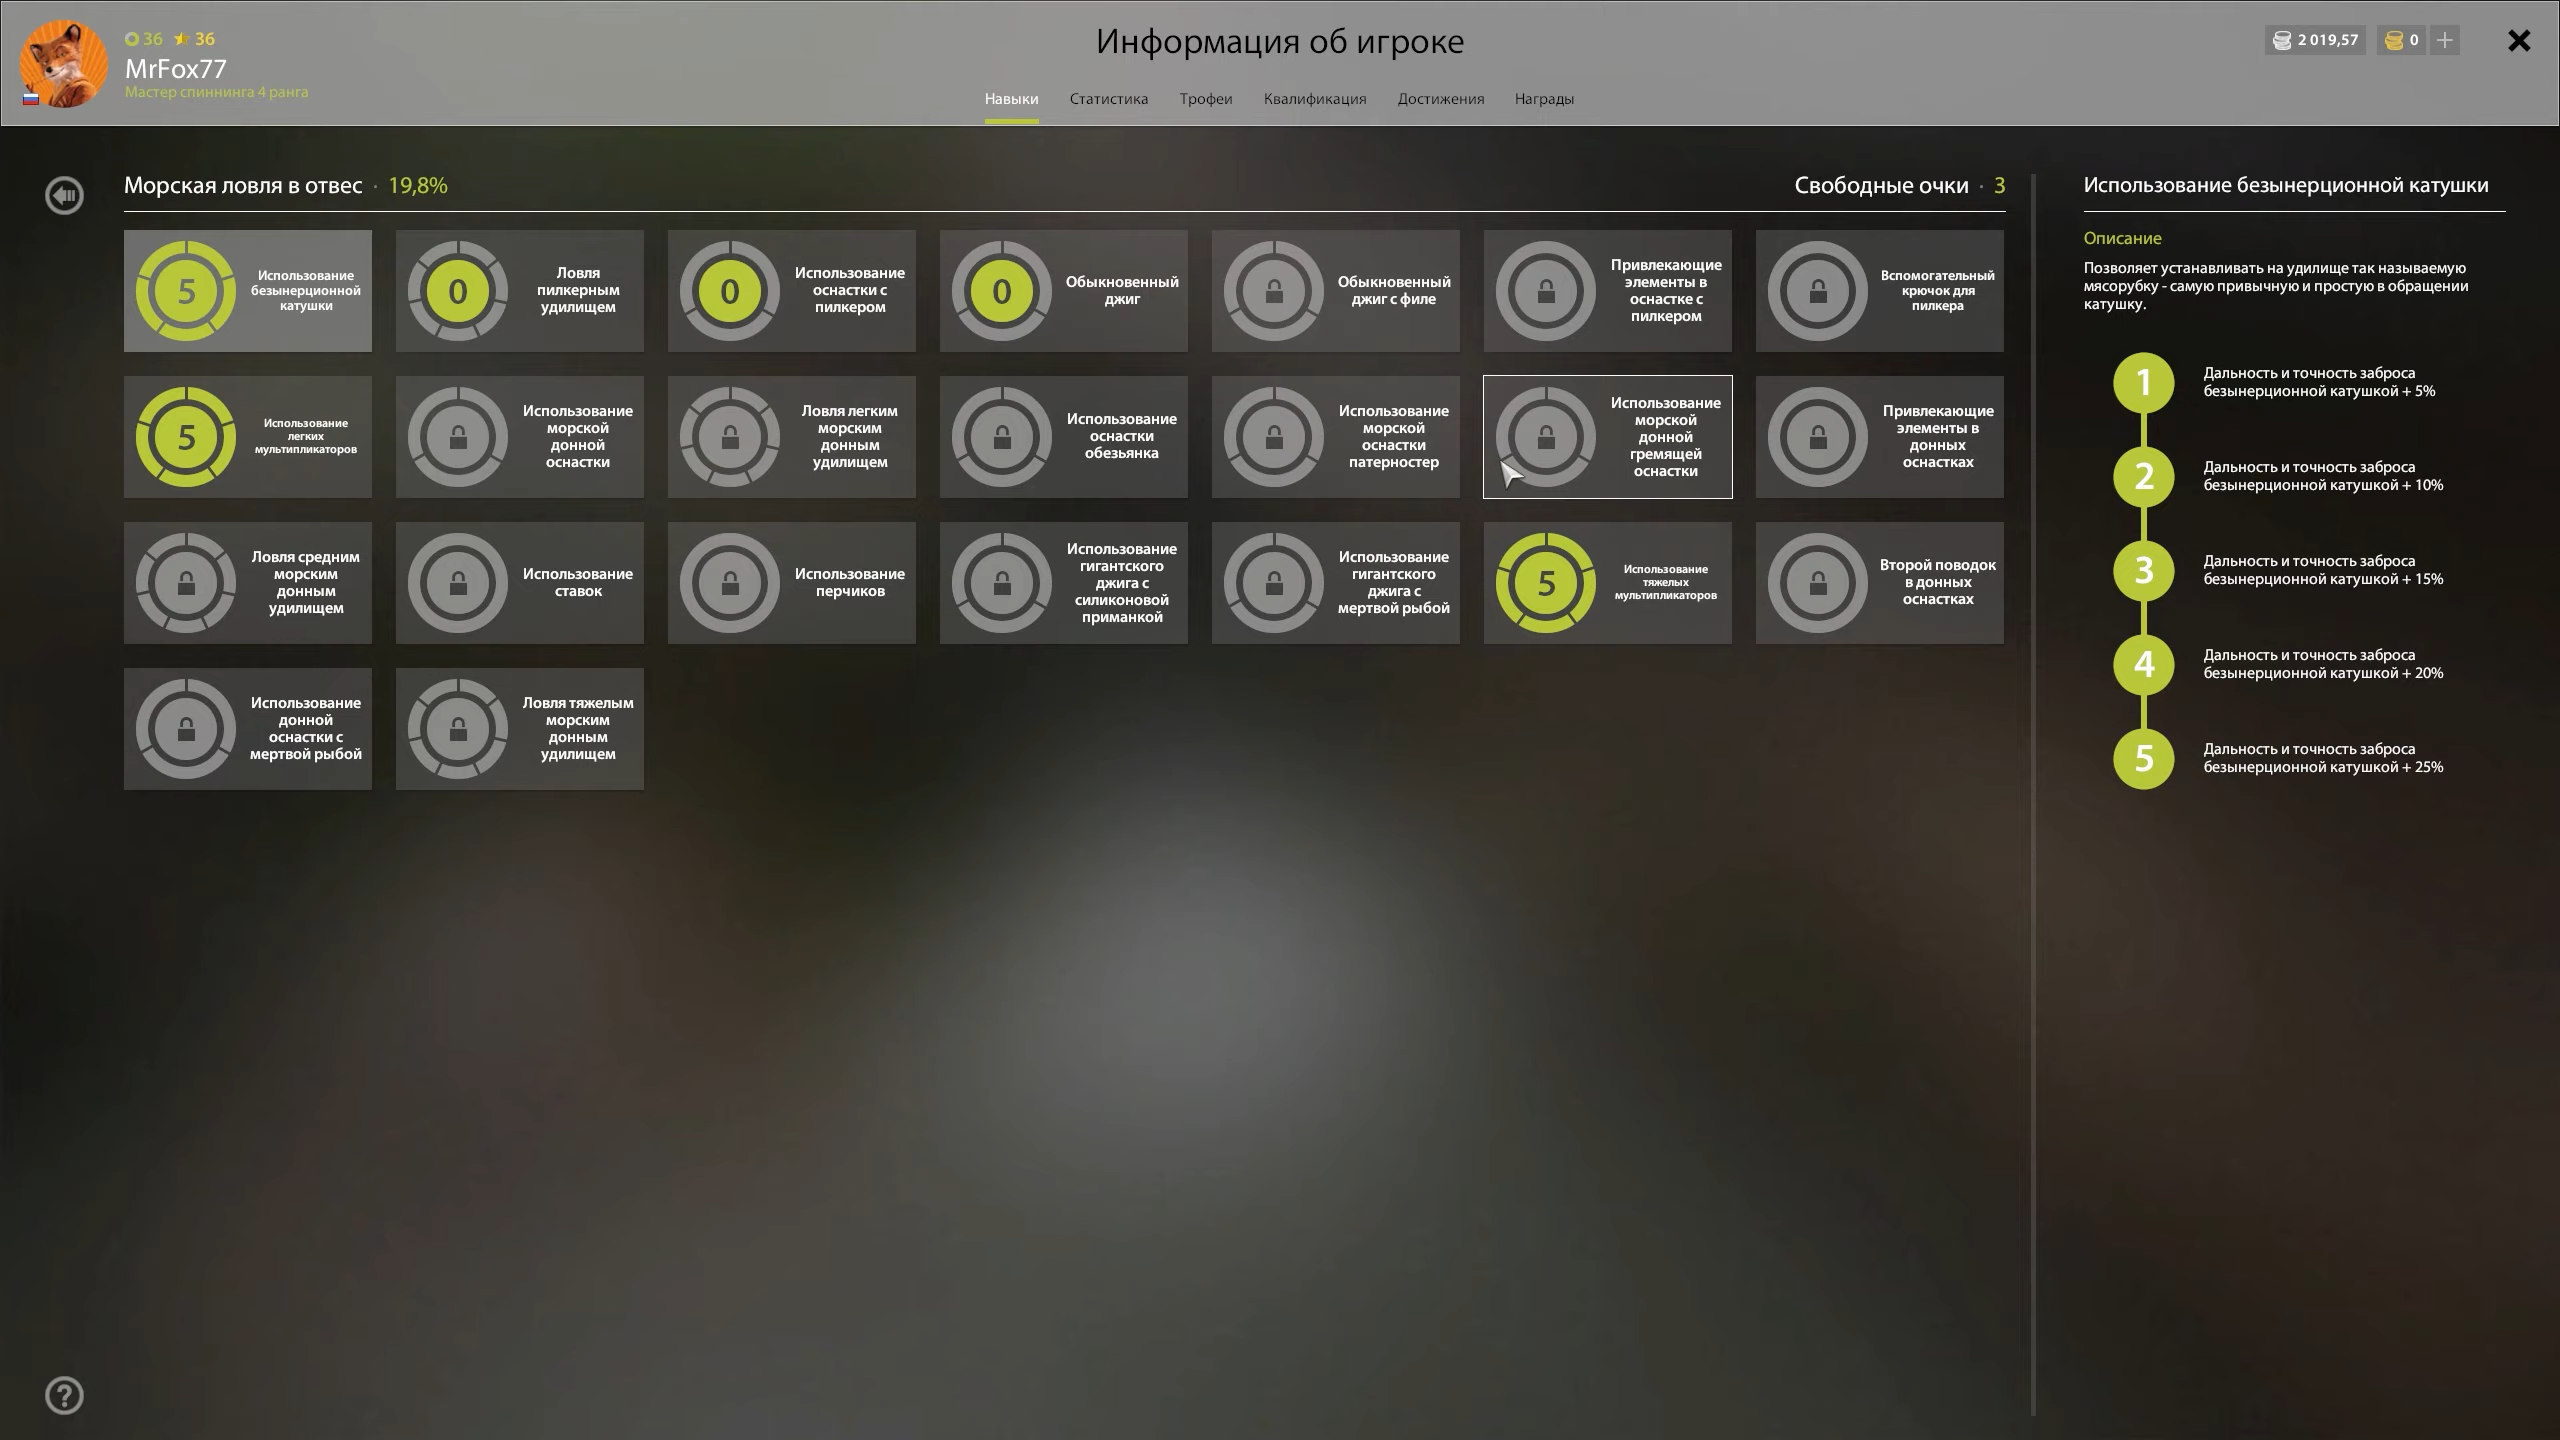 36 36
MrFox77
Мастер спиннинга 4 ранга
Информация об игроке
2 019,57 0
Навыки Статистика Трофеи Квалификация Достижения Награды
Морская ловля в отвес · 19,8%
Свободные очки · 3
5
Использование
безынерционной
катушки
0
Ловля
пилкерным
удилищем
0
Использование
оснастки с
пилкером
0
Обыкновенный
джиг
Обыкновенный
джиг с филе
Привлекающие
элементы в
оснастке с
пилкером
Вспомогательный
крючок для
пилкера
5
Использование
легких
мультипликаторов
Использование
морской
донной
оснастки
Ловля легким
морским
донным
удилищем
Использование
оснастки
обезьянка
Использование
морской
оснастки
патерностер
Использование
морской
донной
гремящей
оснастки
Привлекающие
элементы в
донных
оснастках
Ловля средним
морским
донным
удилищем
Использование
ставок
Использование
перчиков
Использование
гигантского
джига с
силиконовой
приманкой
Использование
гигантского
джига с
мертвой рыбой
5
Использование
тяжелых
мультипликаторов
Второй поводок
в донных
оснастках
Использование
донной
оснастки с
мертвой рыбой
Ловля тяжелым
морским
донным
удилищем
Использование безынерционной катушки
Описание
Позволяет устанавливать на удилище так называемую
мясорубку - самую привычную и простую в обращении
катушку.
1
Дальность и точность заброса
безынерционной катушкой + 5%
2
Дальность и точность заброса
безынерционной катушкой + 10%
3
Дальность и точность заброса
безынерционной катушкой + 15%
4
Дальность и точность заброса
безынерционной катушкой + 20%
5
Дальность и точность заброса
безынерционной катушкой + 25%
?